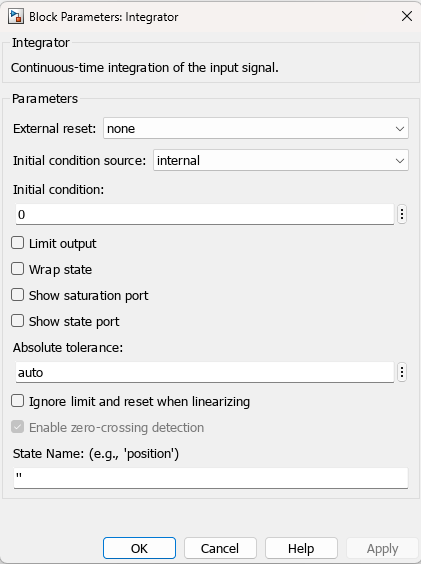 Block Parameters: Integrator
Integrator
Continuous-time integration of the input signal.
Parameters
External reset: none
Initial condition source: internal
Initial condition:
0
Limit output
Wrap state
Show saturation port
Show state port
Absolute tolerance:
auto
Ignore limit and reset when linearizing
Enable zero-crossing detection
State Name: (e.g., 'position')
''
OK Cancel Help Apply